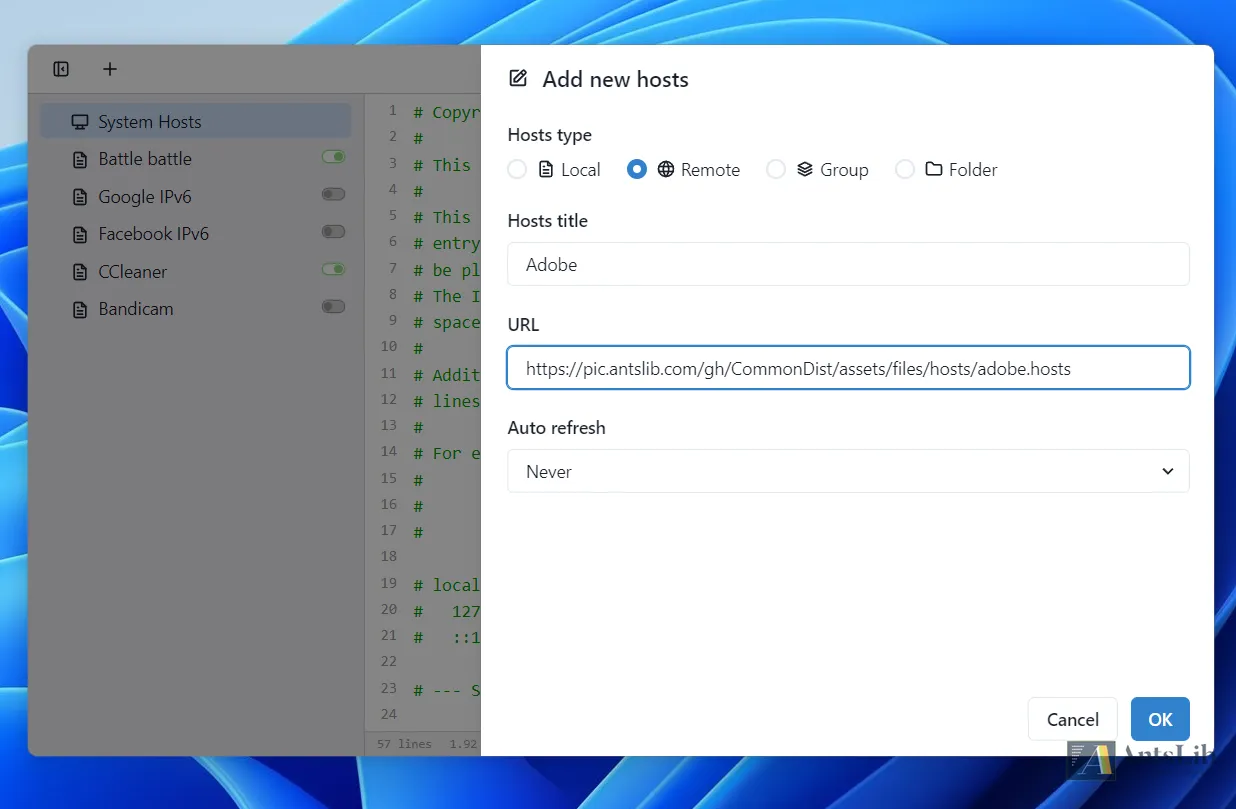 System Hosts
Battle battle
Google IPv6
Facebook IPv6
CCleaner
Bandicam
1 # Copyr
2 #
3 # This
4 #
5 # This
6 # entry
7 # be pl
8 # The I
9 # space
10 #
11 # Addit
12 # lines
13 #
14 # For e
15 #
16 #
17 #
18
19 # local
20 # 127
21 # ::1
22
23 # --- S
24
57 lines 1.92
Add new hosts
Hosts type
Local Remote Group Folder
Hosts title
Adobe
URL
https://pic.antslib.com/gh/CommonDist/assets/files/hosts/adobe.hosts
Auto refresh
Never
Cancel OK
AntsLib